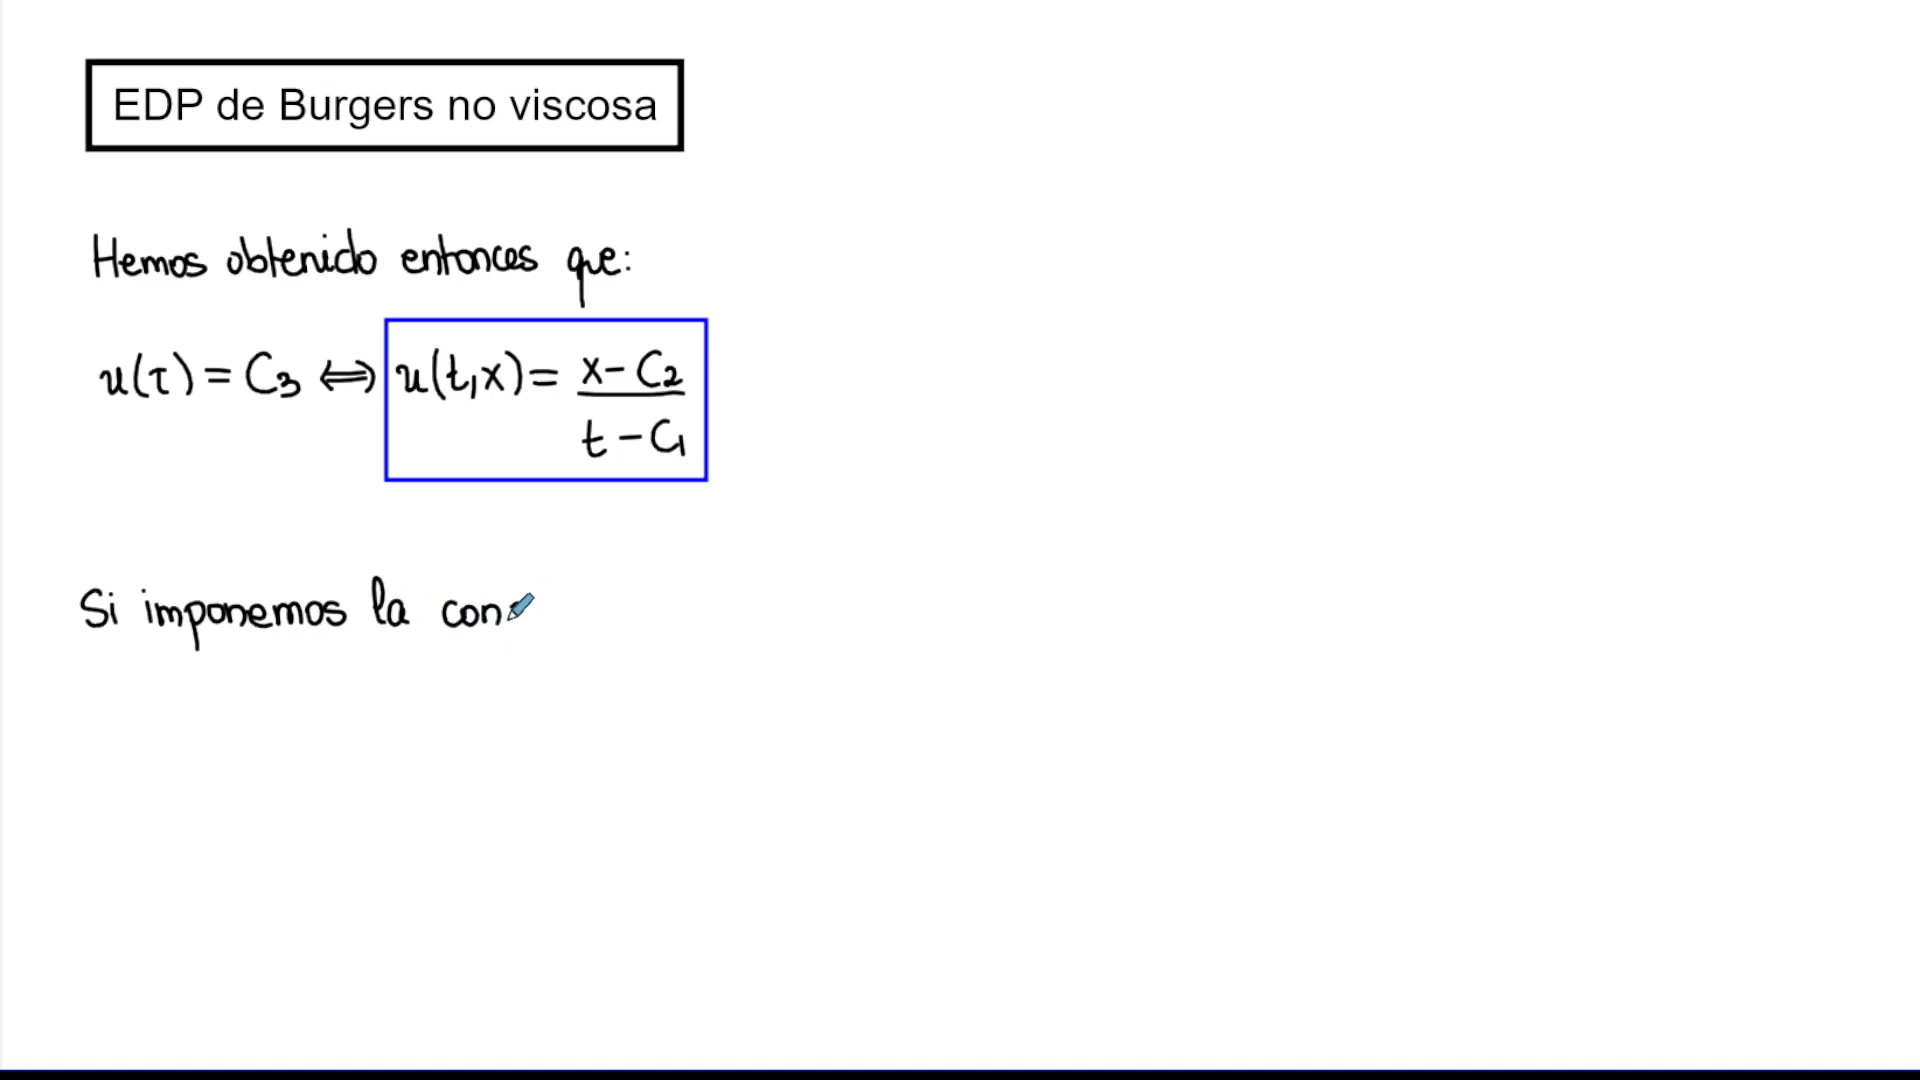 EDP de Burgers no viscosa
Hemos obtenido entonces que:
u(τ) = C₃ ⟺ u(t,x) = x - C₂
t - C₁
Si imponemos la con